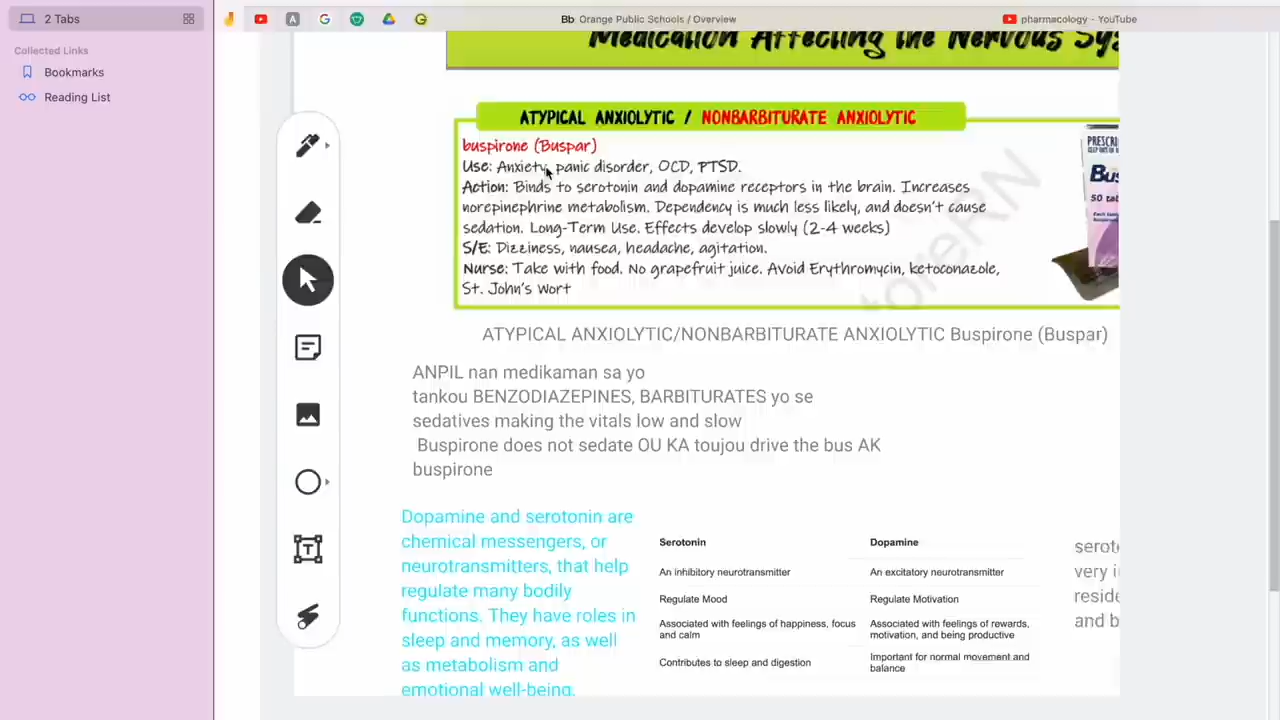 2 Tabs
Orange Public Schools / Overview
pharmacology - YouTube
Collected Links
Bookmarks
Reading List
Medication Affecting the Nervous Sys
ATYPICAL ANXIOLYTIC / NONBARBITURATE ANXIOLYTIC
buspirone (Buspar)
Use: Anxiety, panic disorder, OCD, PTSD.
Action: Binds to serotonin and dopamine receptors in the brain. Increases
norepinephrine metabolism. Dependency is much less likely, and doesn't cause
sedation. Long-Term Use. Effects develop slowly (2-4 weeks)
S/E: Dizziness, nausea, headache, agitation.
Nurse: Take with food. No grapefruit juice. Avoid Erythromycin, ketoconazole,
St. John's Wort
PRESCRI
Bus
50 tab
toreRN
ATYPICAL ANXIOLYTIC/NONBARBITURATE ANXIOLYTIC Buspirone (Buspar)
ANPIL nan medikaman sa yo
tankou BENZODIAZEPINES, BARBITURATES yo se
sedatives making the vitals low and slow
Buspirone does not sedate OU KA toujou drive the bus AK
buspirone
Dopamine and serotonin are
chemical messengers, or
neurotransmitters, that help
regulate many bodily
functions. They have roles in
sleep and memory, as well
as metabolism and
emotional well-being.
Serotonin Dopamine
An inhibitory neurotransmitter An excitatory neurotransmitter
Regulate Mood Regulate Motivation
Associated with feelings of happiness, focus
and calm
Associated with feelings of rewards,
motivation, and being productive
Contributes to sleep and digestion
Important for normal movement and
balance
serot
very i
reside
and b